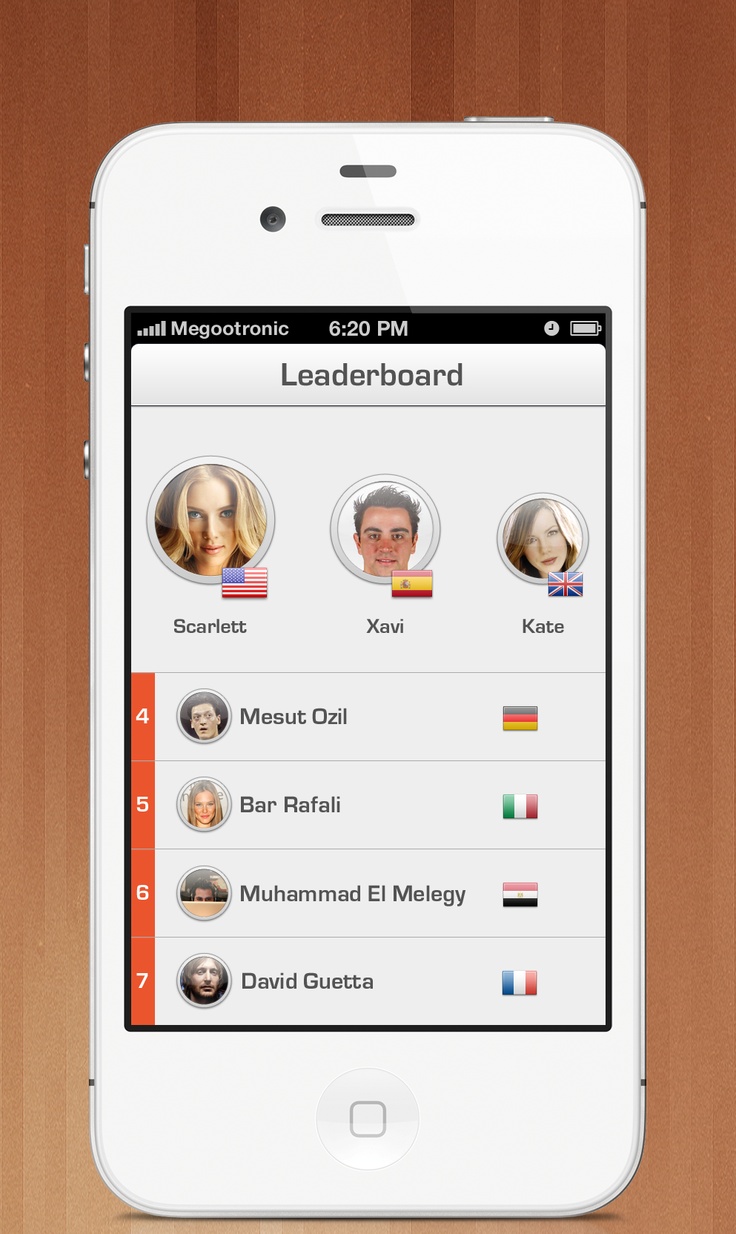 Megootronic 6:20 PM
Leaderboard
Scarlett Xavi Kate
4 Mesut Ozil
5 Bar Rafali
6 Muhammad El Melegy
7 David Guetta